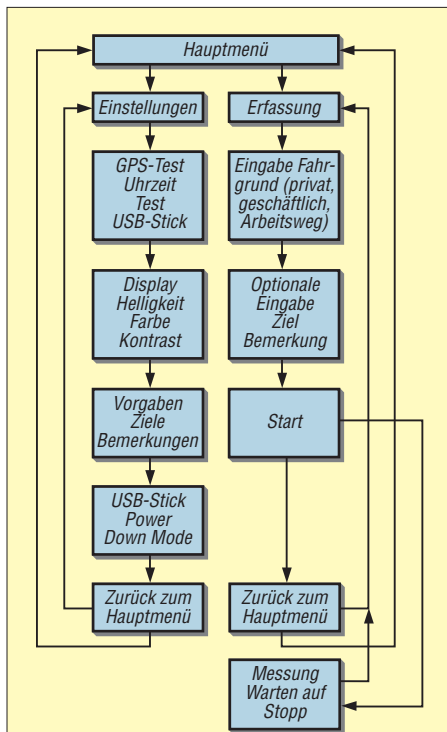 Hauptmenü
Einstellungen
GPS-Test
Uhrzeit
Test
USB-Stick
Display
Helligkeit
Farbe
Kontrast
Vorgaben
Ziele
Bemerkungen
USB-Stick
Power
Down Mode
Zurück zum
Hauptmenü
Erfassung
Eingabe Fahr-
grund (privat,
geschäftlich,
Arbeitsweg)
Optionale
Eingabe
Ziel
Bemerkung
Start
Zurück zum
Hauptmenü
Messung
Warten auf
Stopp